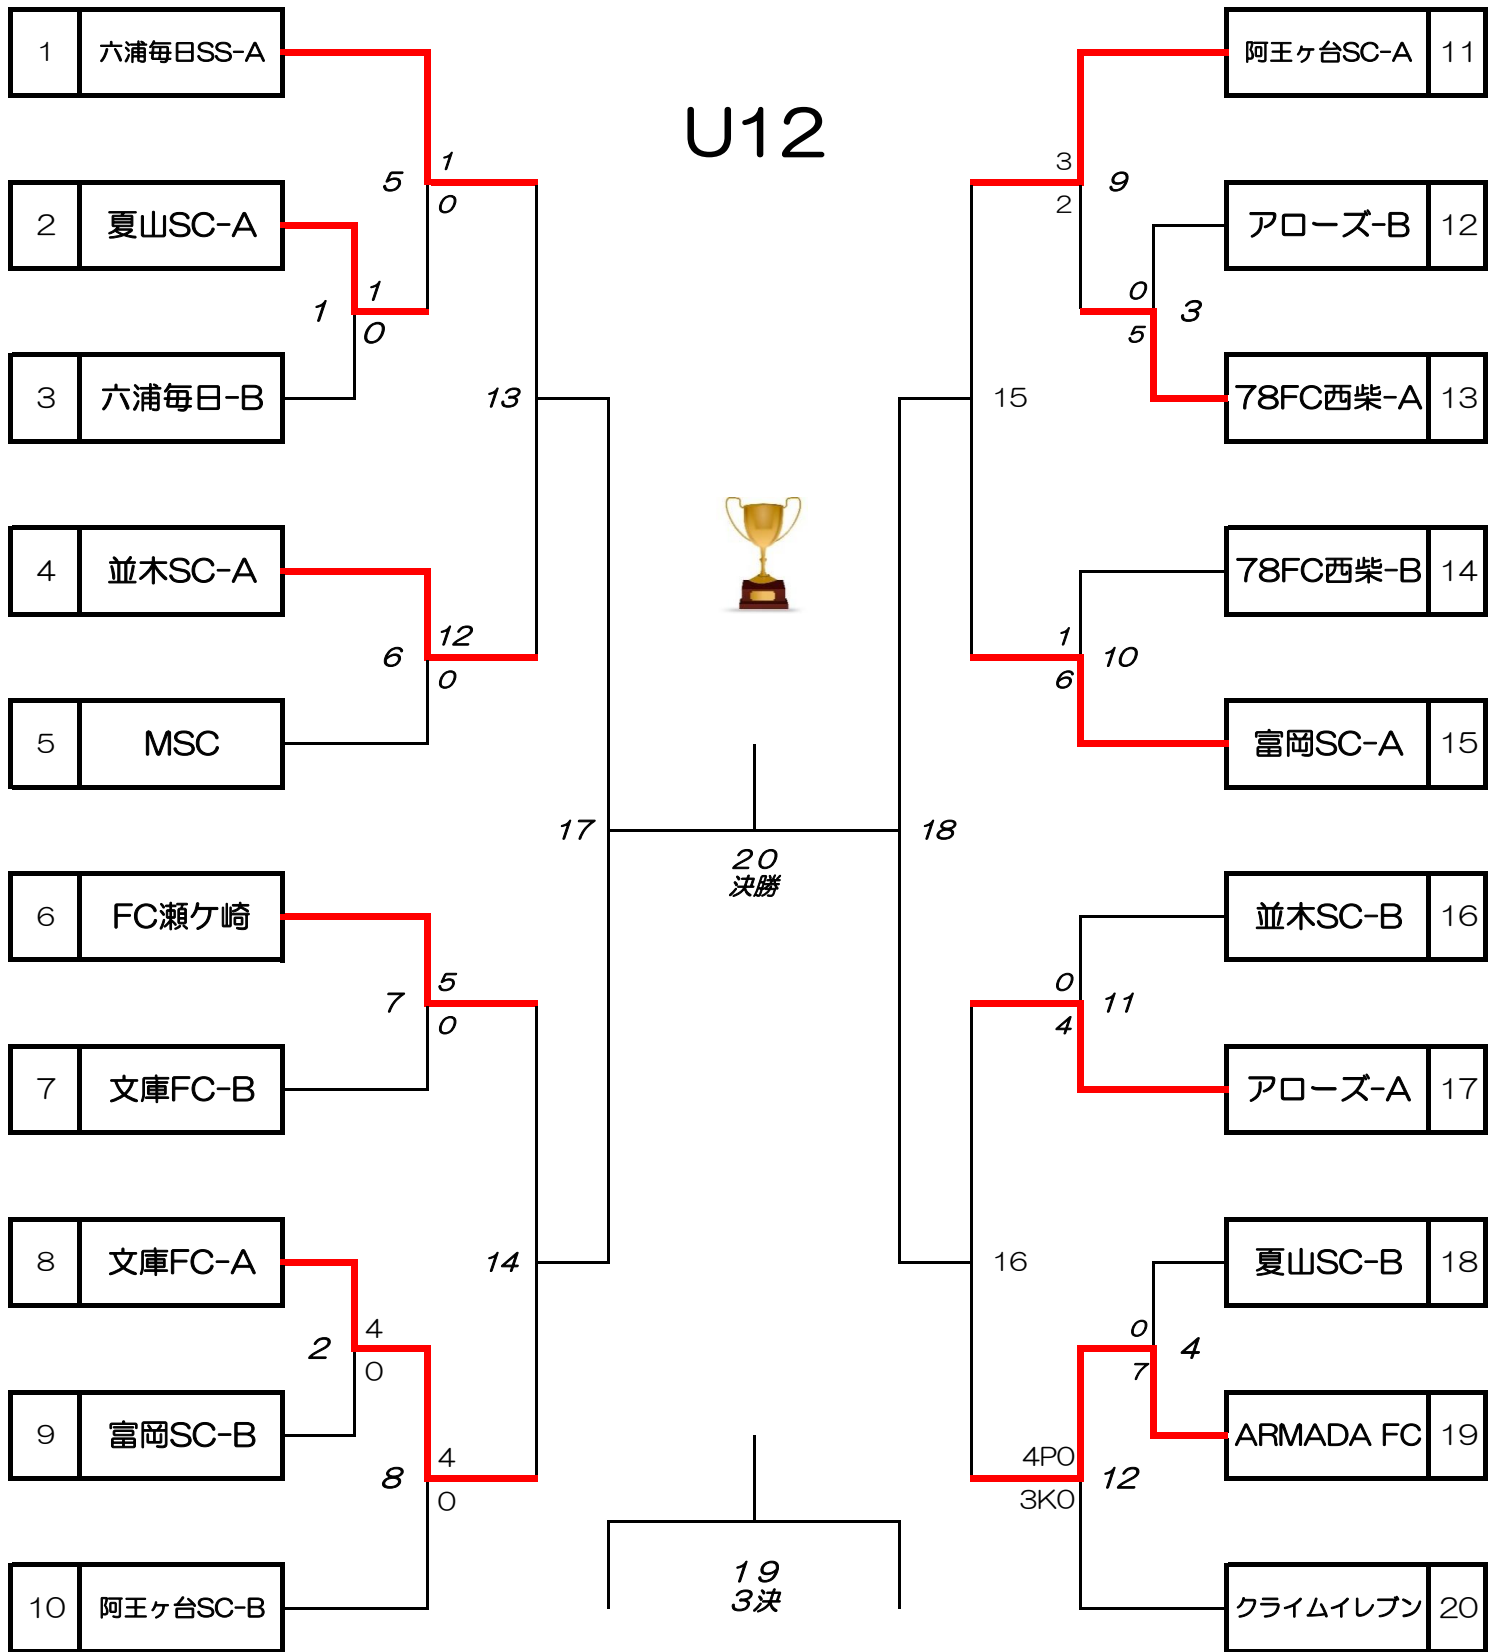 U12
1 六浦毎日SS-A
2 夏山SC-A
3 六浦毎日-B
4 並木SC-A
5 MSC
6 FC瀬ケ崎
7 文庫FC-B
8 文庫FC-A
9 富岡SC-B
10 阿王ヶ台SC-B
5
1
0
1
1
0
13
6
12
0
17
7
5
0
14
2
4
0
8
4
0
20
決勝
19
3決
3
2
9
0
5
3
15
1
6
10
18
0
4
11
16
0
7
4
4PO
3KO
12
阿王ヶ台SC-A 11
アローズ-B 12
78FC西柴-A 13
78FC西柴-B 14
富岡SC-A 15
並木SC-B 16
アローズ-A 17
夏山SC-B 18
ARMADA FC 19
クライムイレブン 20